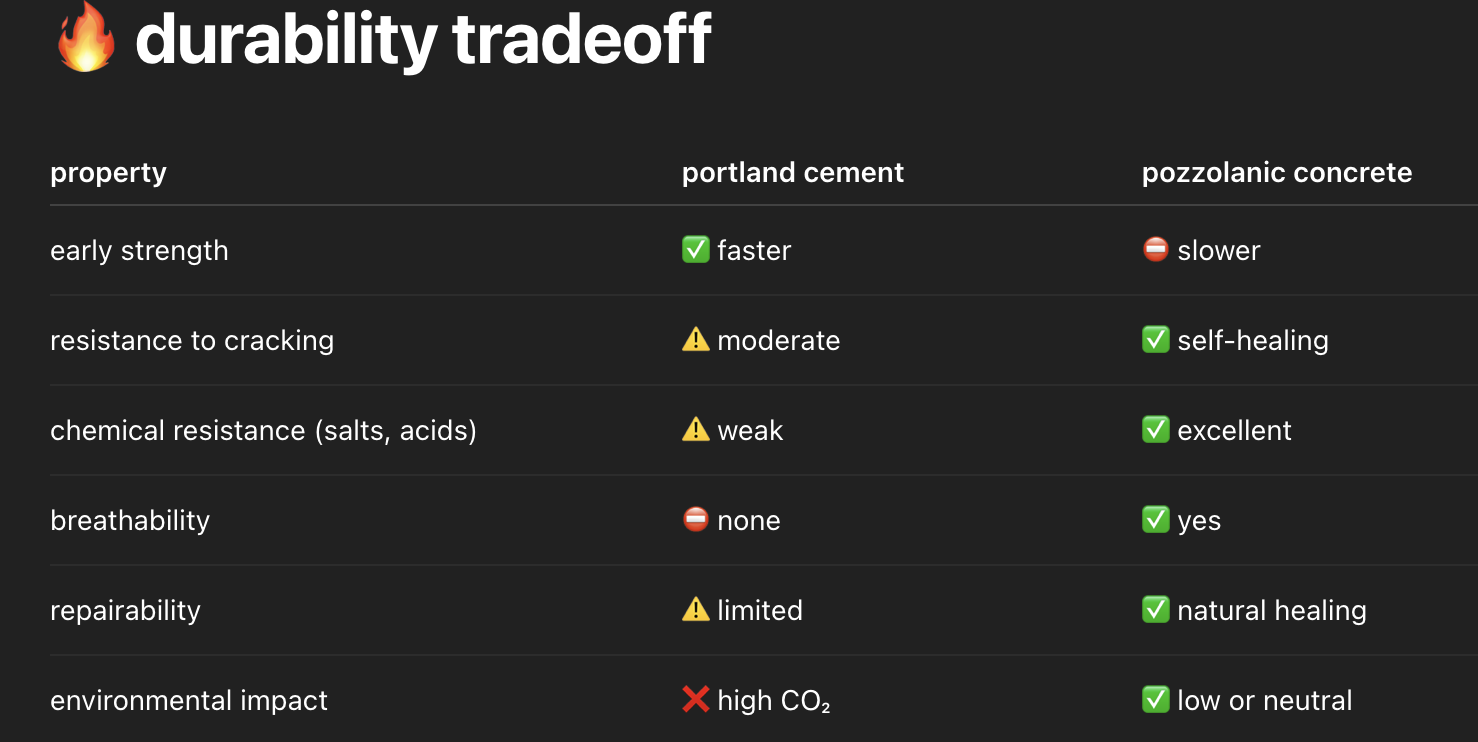 🔥 durability tradeoff
property portland cement pozzolanic concrete
early strength ✅ faster ⛔ slower
resistance to cracking ⚠️ moderate ✅ self-healing
chemical resistance (salts, acids) ⚠️ weak ✅ excellent
breathability ⛔ none ✅ yes
repairability ⚠️ limited ✅ natural healing
environmental impact ❌ high CO₂ ✅ low or neutral